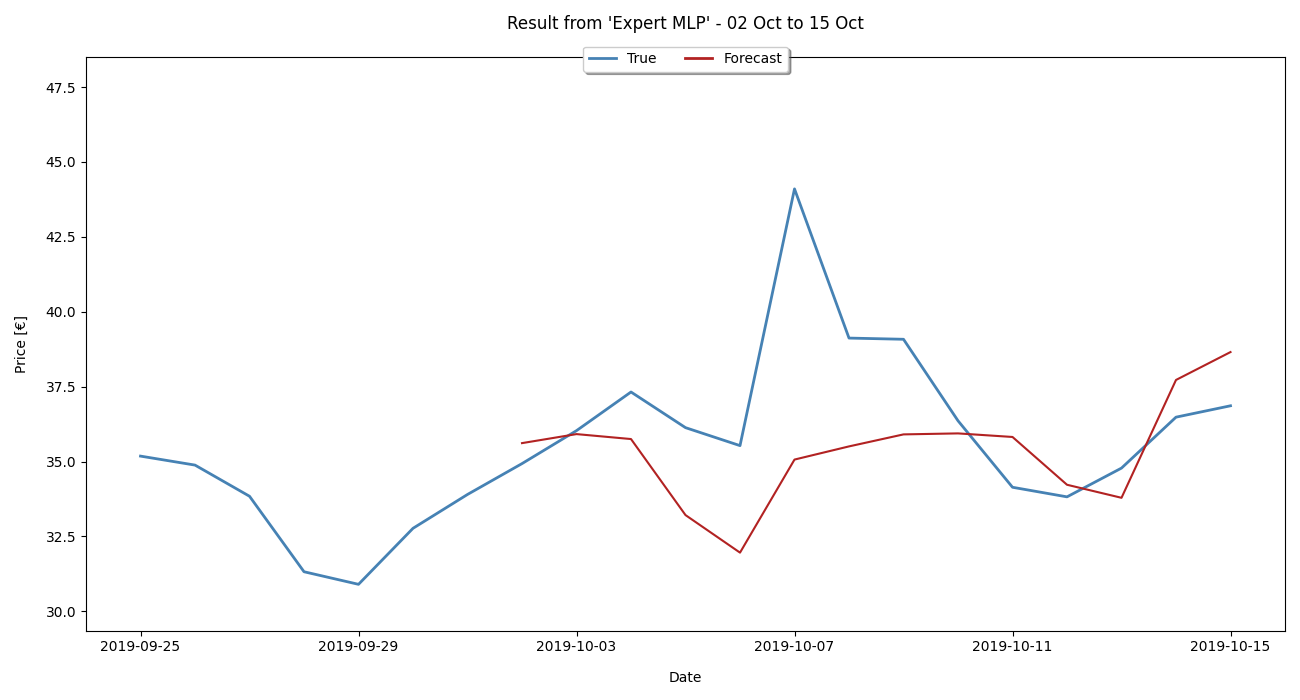 Result from 'Expert MLP' - 02 Oct to 15 Oct
True Forecast
47.5
45.0
42.5
40.0
37.5
35.0
32.5
30.0
Price [€]
2019-09-25 2019-09-29 2019-10-03 2019-10-07 2019-10-11 2019-10-15
Date